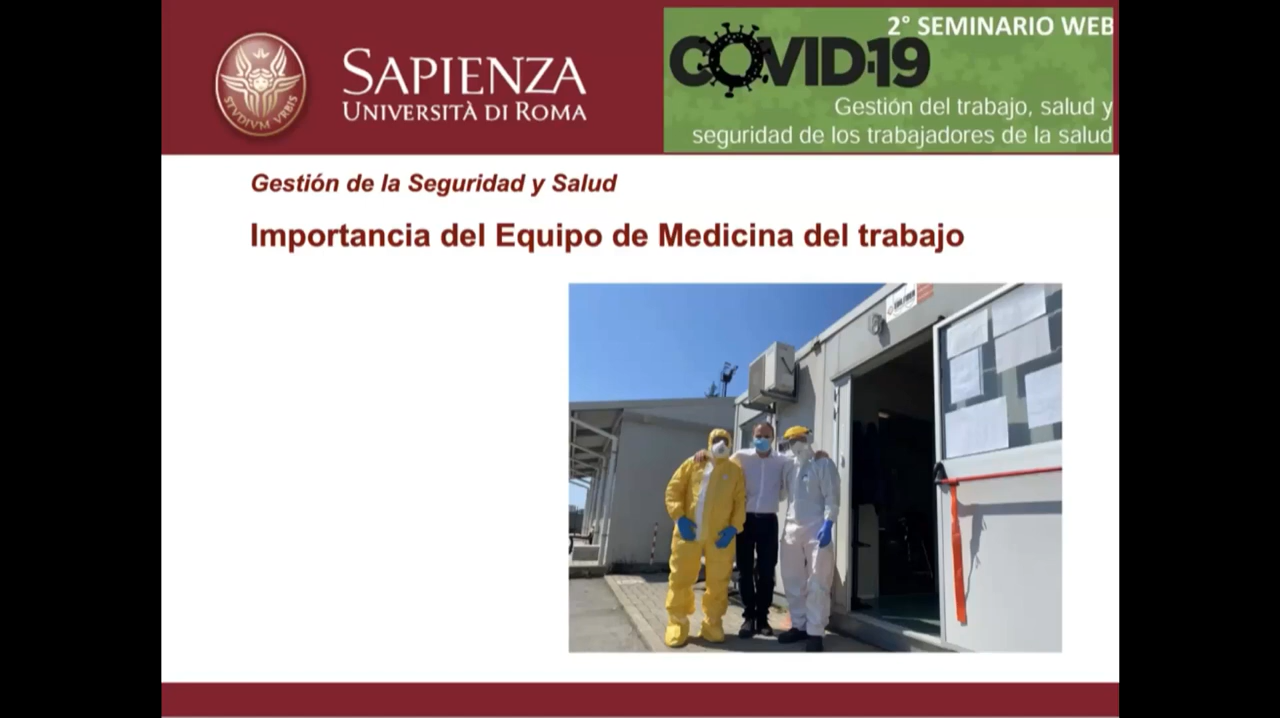 SAPIENZA
UNIVERSITÀ DI ROMA
STVDIVM VRBIS
2° SEMINARIO WEB
COVID-19
Gestión del trabajo, salud y
seguridad de los trabajadores de la salud
Gestión de la Seguridad y Salud
Importancia del Equipo de Medicina del trabajo